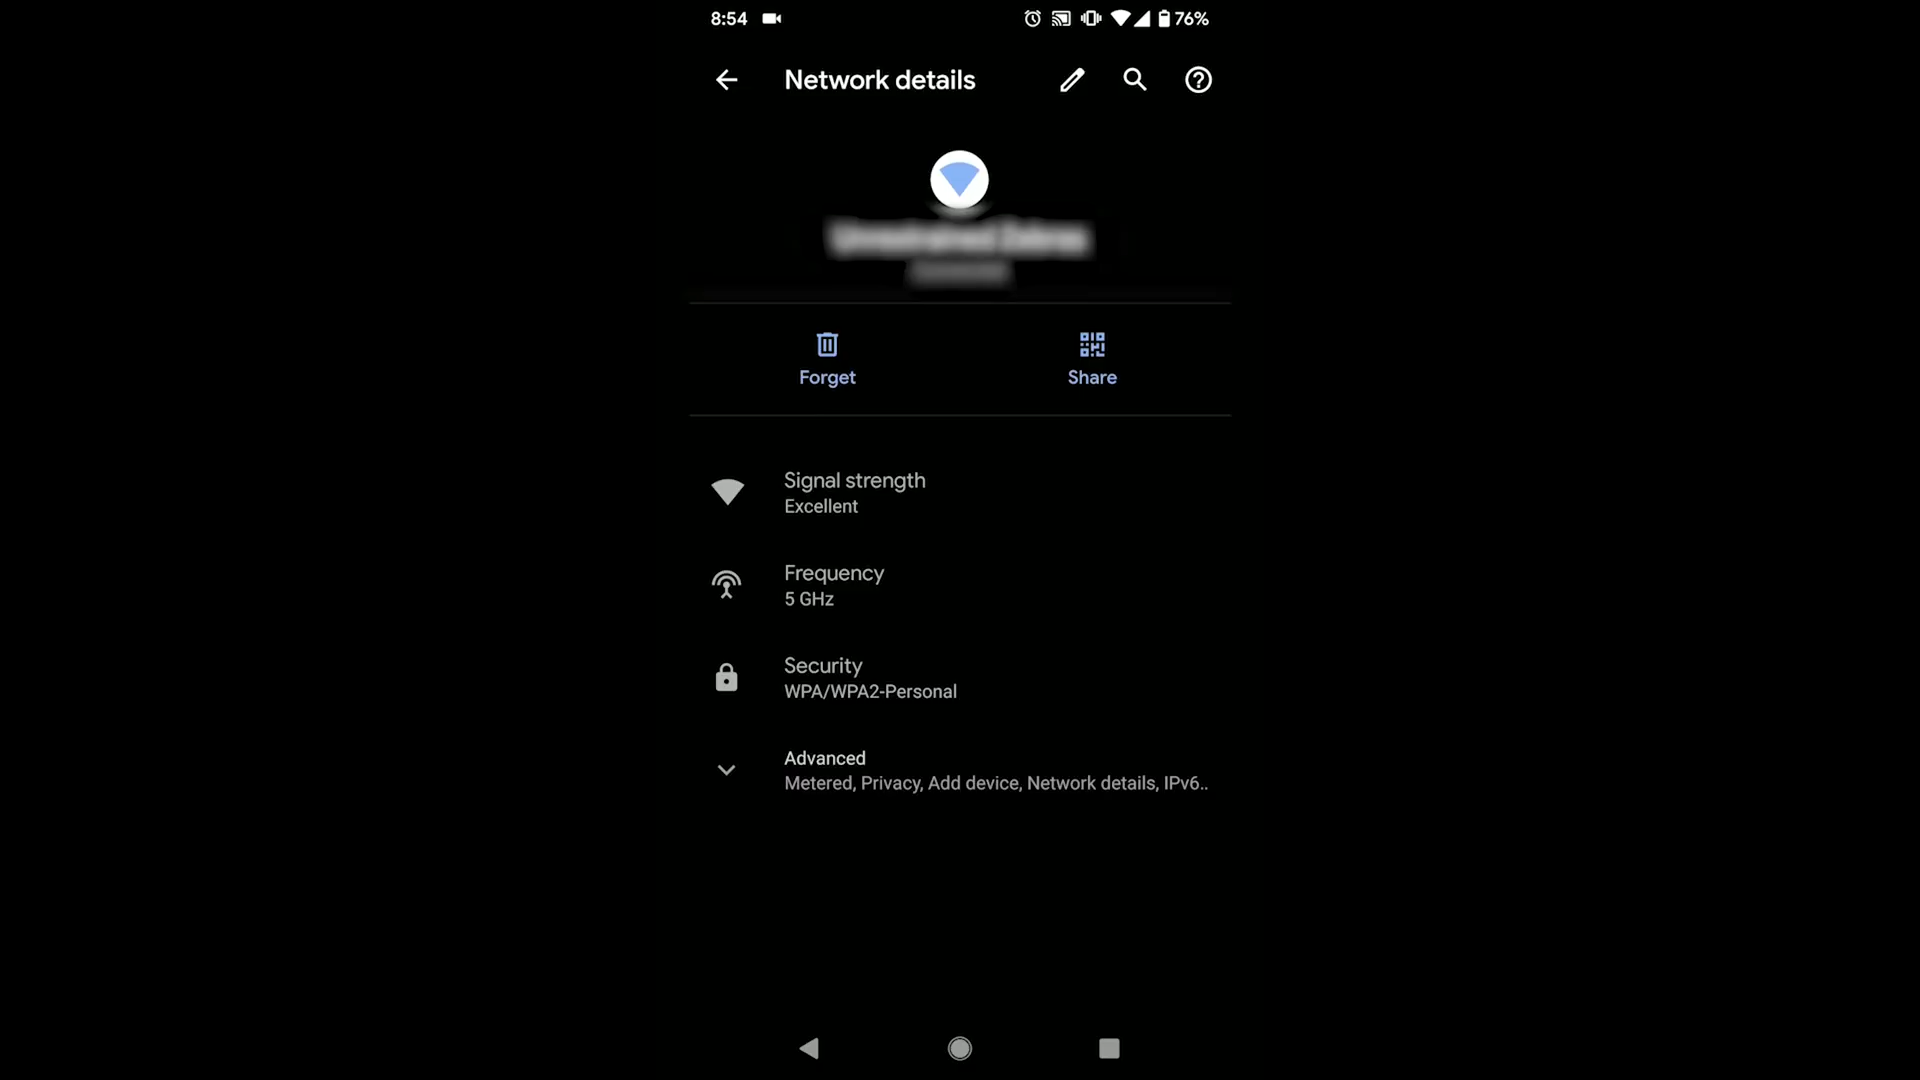 8:54
76%
Network details
Forget
Share
Signal strength
Excellent
Frequency
5 GHz
Security
WPA/WPA2-Personal
Advanced
Metered, Privacy, Add device, Network details, IPv6..